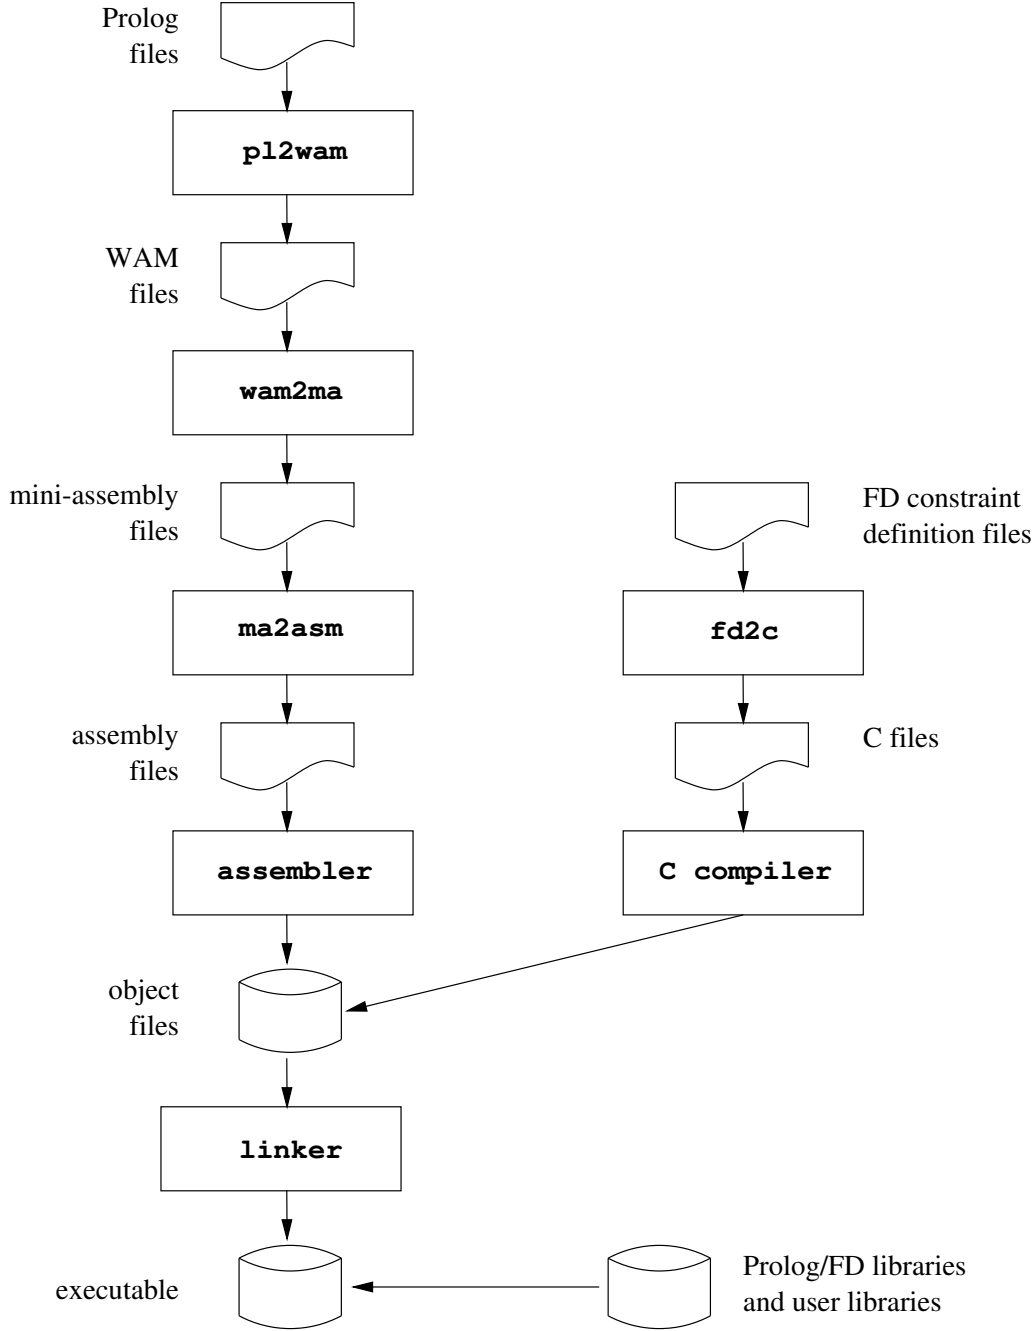 Prolog
files
pl2wam
WAM
files
wam2ma
mini-assembly
files
FD constraint
definition files
ma2asm
fd2c
assembly
files
C files
assembler
C compiler
object
files
linker
executable
Prolog/FD libraries
and user libraries